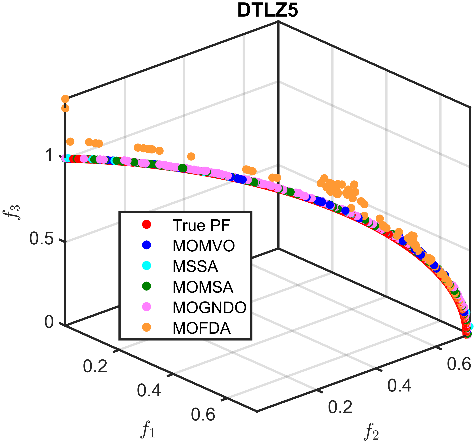 DTLZ5
1
0.5
0
f3
True PF
MOMVO
MSSA
MOMSA
MOGNDO
MOFDA
0.2
0.4
0.6
f1
0.2
0.4
0.6
f2